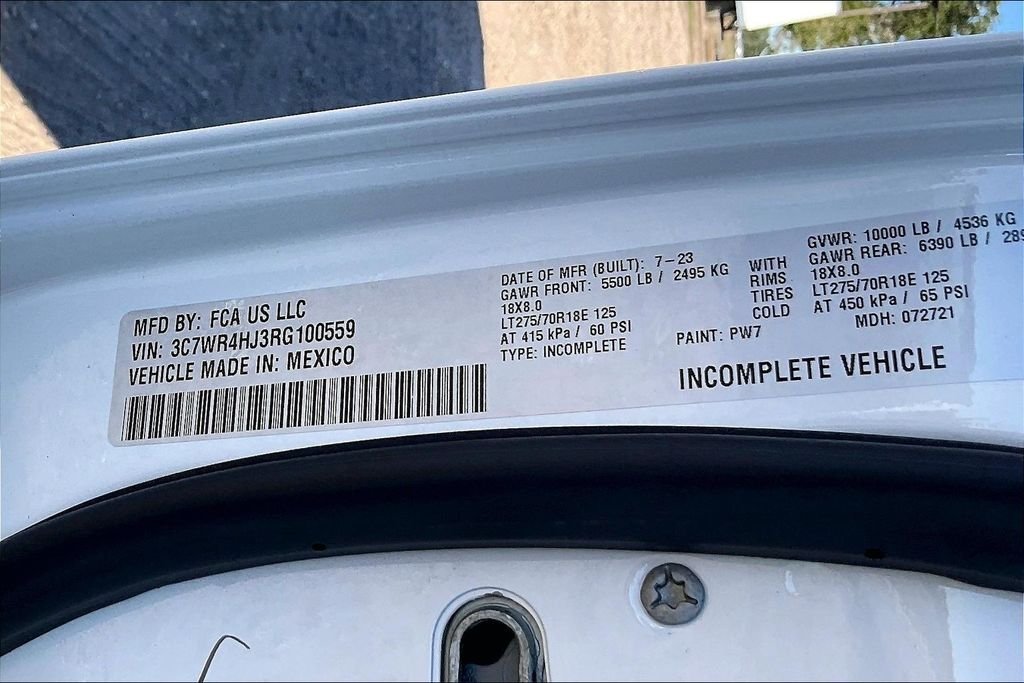 MFD BY: FCA US LLC
VIN: 3C7WR4HJ3RG100559
VEHICLE MADE IN: MEXICO
DATE OF MFR (BUILT): 7-23
GAWR FRONT: 5500 LB / 2495 KG
18X8.0
LT275/70R18E 125
AT 415 kPa / 60 PSI
TYPE: INCOMPLETE
WITH
RIMS
TIRES
COLD
PAINT: PW7
GVWR: 10000 LB / 4536 KG
GAWR REAR: 6390 LB /
18X8.0
LT275/70R18E 125
AT 450 kPa / 65 PSI
MDH: 072721
INCOMPLETE VEHICLE